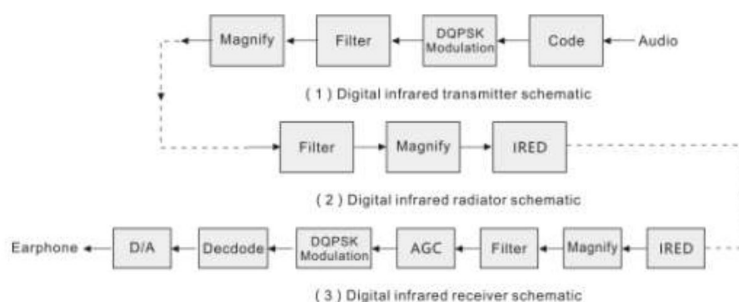 Magnify
Filter
DQPSK
Modulation
Code
Audio
( 1 ) Digital infrared transmitter schematic
Filter
Magnify
IRED
( 2 ) Digital infrared radiator schematic
Earphone
D/A
Decdode
DQPSK
Modulation
AGC
Filter
Magnify
IRED
( 3 ) Digital infrared receiver schematic